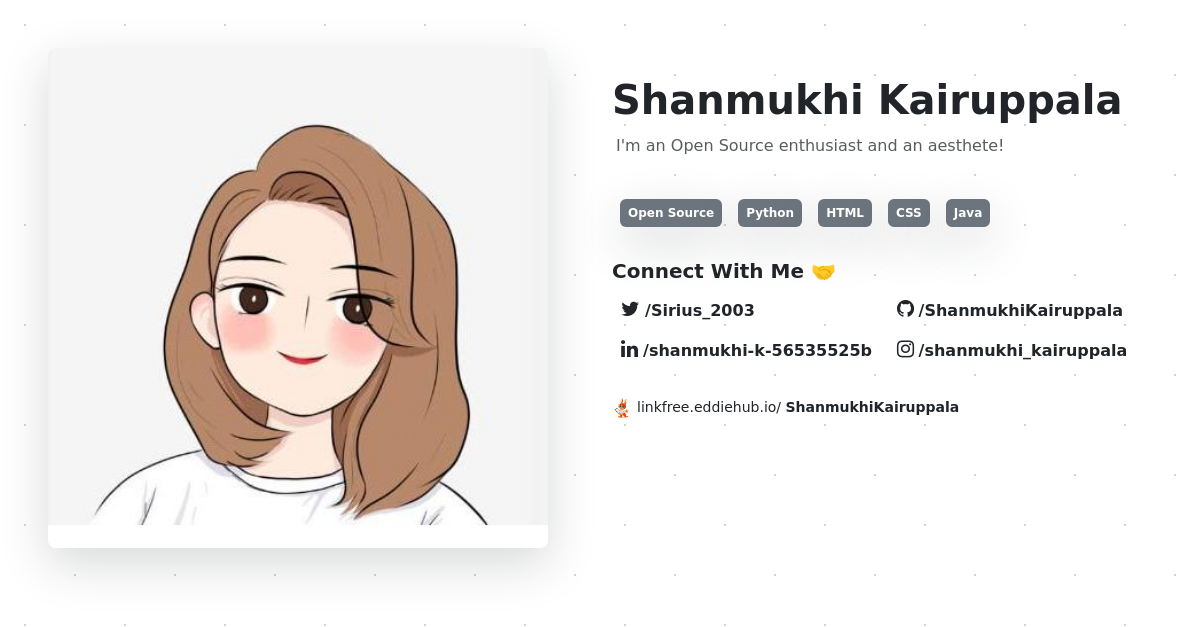 Shanmukhi Kairuppala
I'm an Open Source enthusiast and an aesthete!
Open Source Python HTML CSS Java
Connect With Me 🤝
/Sirius_2003 /ShanmukhiKairuppala
/shanmukhi-k-56535525b /shanmukhi_kairuppala
linkfree.eddiehub.io/ ShanmukhiKairuppala